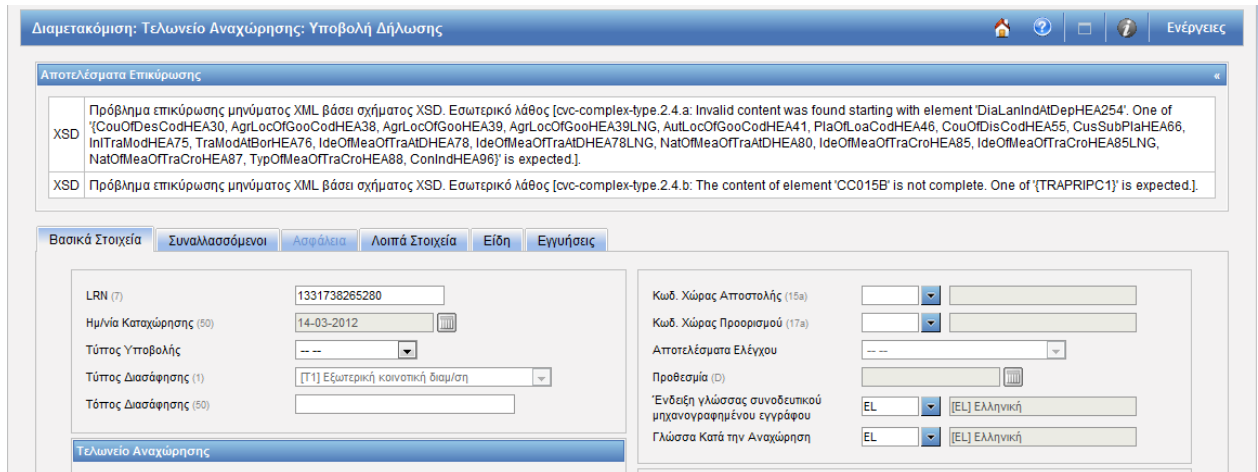 Διαμετακόμιση: Τελωνείο Αναχώρησης: Υποβολή Δήλωσης
Ενέργειες
Αποτελέσματα Επικύρωσης
XSD Πρόβλημα επικύρωσης μηνύματος XML βάσει σχήματος XSD. Εσωτερικό λάθος [cvc-complex-type.2.4.a: Invalid content was found starting with element 'DiaLanIndAtDepHEA254'. One of
'{CouOfDesCodHEA30, AgrLocOfGooCodHEA38, AgrLocOfGooHEA39, AgrLocOfGooHEA39LNG, AutLocOfGooCodHEA41, PlaOfLoaCodHEA46, CouOfDisCodHEA55, CusSubPlaHEA66,
InlTraModHEA75, TraModAtBorHEA76, IdeOfMeaOfTraAtDHEA78, IdeOfMeaOfTraAtDHEA78LNG, NatOfMeaOfTraAtDHEA80, IdeOfMeaOfTraCroHEA85, IdeOfMeaOfTraCroHEA85LNG,
NatOfMeaOfTraCroHEA87, TypOfMeaOfTraCroHEA88, ConIndHEA96}' is expected.].
XSD Πρόβλημα επικύρωσης μηνύματος XML βάσει σχήματος XSD. Εσωτερικό λάθος [cvc-complex-type.2.4.b: The content of element 'CC015B' is not complete. One of '{TRAPRIPC1}' is expected.].
Βασικά Στοιχεία Συναλλασσόμενοι Ασφάλεια Λοιπά Στοιχεία Είδη Εγγυήσεις
LRN (7) 1331738265280
Ημ/νία Καταχώρησης (50) 14-03-2012
Τύπος Υποβολής -- --
Τύπος Διασάφησης (1) [T1] Εξωτερική κοινοτική διαμ/ση
Τόπος Διασάφησης (50)
Τελωνείο Αναχώρησης
Κωδ. Χώρας Αποστολής (15a)
Κωδ. Χώρας Προορισμού (17a)
Αποτελέσματα Ελέγχου -- --
Προθεσμία (D)
Ένδειξη γλώσσας συνοδευτικού
μηχανογραφημένου εγγράφου EL [EL] Ελληνική
Γλώσσα Κατά την Αναχώρηση EL [EL] Ελληνική